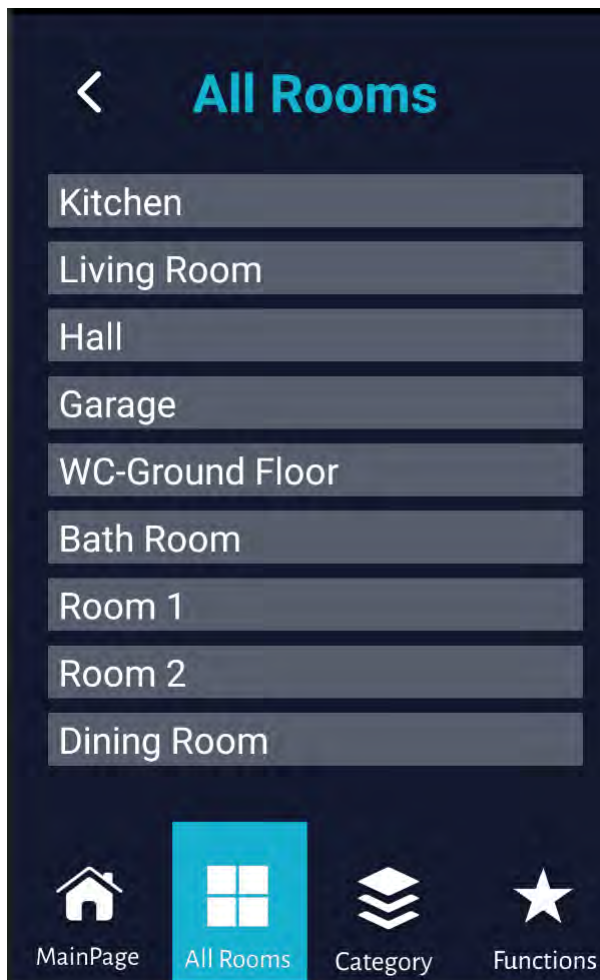 All Rooms
Kitchen
Living Room
Hall
Garage
WC-Ground Floor
Bath Room
Room 1
Room 2
Dining Room
MainPage
All Rooms
Category
Functions